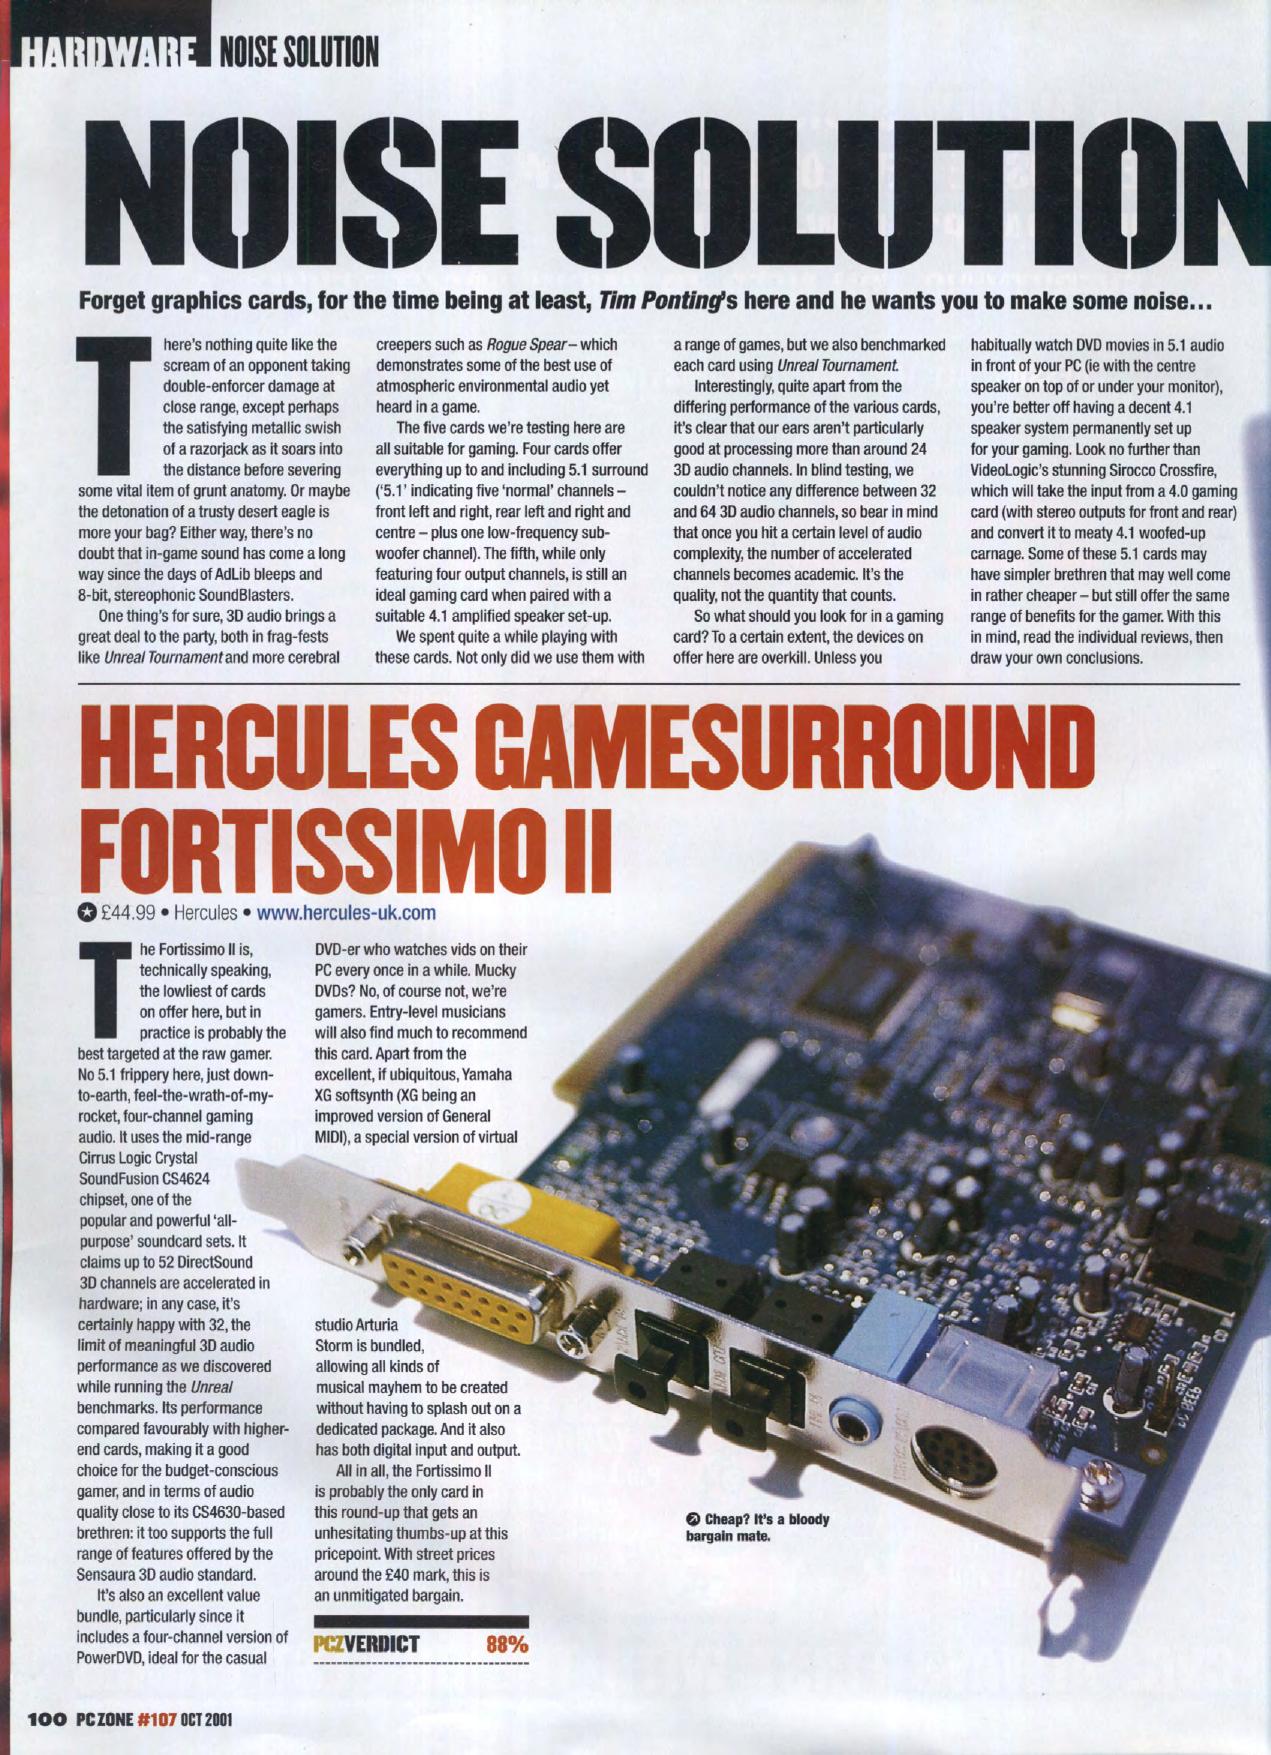 HARDWARE NOISE SOLUTION
NOISE SOLUTION
Forget graphics cards, for the time being at least, Tim Ponting's here and he wants you to make some noise...
There's nothing quite like the
scream of an opponent taking
double-enforcer damage at
close range, except perhaps
the satisfying metallic swish
of a razorjack as it soars into
the distance before severing
some vital item of grunt anatomy. Or maybe
the detonation of a trusty desert eagle is
more your bag? Either way, there's no
doubt that in-game sound has come a long
way since the days of AdLib bleeps and
8-bit, stereophonic SoundBlasters.
One thing's for sure, 3D audio brings a
great deal to the party, both in frag-fests
like Unreal Tournament and more cerebral
creepers such as Rogue Spear – which
demonstrates some of the best use of
atmospheric environmental audio yet
heard in a game.
The five cards we're testing here are
all suitable for gaming. Four cards offer
everything up to and including 5.1 surround
('5.1' indicating five 'normal' channels –
front left and right, rear left and right and
centre – plus one low-frequency sub-
woofer channel). The fifth, while only
featuring four output channels, is still an
ideal gaming card when paired with a
suitable 4.1 amplified speaker set-up.
We spent quite a while playing with
these cards. Not only did we use them with
a range of games, but we also benchmarked
each card using Unreal Tournament.
Interestingly, quite apart from the
differing performance of the various cards,
it's clear that our ears aren't particularly
good at processing more than around 24
3D audio channels. In blind testing, we
couldn't notice any difference between 32
and 64 3D audio channels, so bear in mind
that once you hit a certain level of audio
complexity, the number of accelerated
channels becomes academic. It's the
quality, not the quantity that counts.
So what should you look for in a gaming
card? To a certain extent, the devices on
offer here are overkill. Unless you
habitually watch DVD movies in 5.1 audio
in front of your PC (ie with the centre
speaker on top of or under your monitor),
you're better off having a decent 4.1
speaker system permanently set up
for your gaming. Look no further than
VideoLogic's stunning Sirocco Crossfire,
which will take the input from a 4.0 gaming
card (with stereo outputs for front and rear)
and convert it to meaty 4.1 woofed-up
carnage. Some of these 5.1 cards may
have simpler brethren that may well come
in rather cheaper – but still offer the same
range of benefits for the gamer. With this
in mind, read the individual reviews, then
draw your own conclusions.
HERCULES GAMESURROUND
FORTISSIMO II
£44.99 • Hercules • www.hercules-uk.com
The Fortissimo II is,
technically speaking,
the lowliest of cards
on offer here, but in
practice is probably the
best targeted at the raw gamer.
No 5.1 frippery here, just down-
to-earth, feel-the-wrath-of-my-
rocket, four-channel gaming
audio. It uses the mid-range
Cirrus Logic Crystal
SoundFusion CS4624
chipset, one of the
popular and powerful 'all-
purpose' soundcard sets. It
claims up to 52 DirectSound
3D channels are accelerated in
hardware; in any case, it's
certainly happy with 32, the
limit of meaningful 3D audio
performance as we discovered
while running the Unreal
benchmarks. Its performance
compared favourably with higher-
end cards, making it a good
choice for the budget-conscious
gamer, and in terms of audio
quality close to its CS4630-based
brethren: it too supports the full
range of features offered by the
Sensaura 3D audio standard.
It's also an excellent value
bundle, particularly since it
includes a four-channel version of
PowerDVD, ideal for the casual
DVD-er who watches vids on their
PC every once in a while. Mucky
DVDs? No, of course not, we're
gamers. Entry-level musicians
will also find much to recommend
this card. Apart from the
excellent, if ubiquitous, Yamaha
XG softsynth (XG being an
improved version of General
MIDI), a special version of virtual
studio Arturia
Storm is bundled,
allowing all kinds of
musical mayhem to be created
without having to splash out on a
dedicated package. And it also
has both digital input and output.
All in all, the Fortissimo II
is probably the only card in
this round-up that gets an
unhesitating thumbs-up at this
pricepoint. With street prices
around the £40 mark, this is
an unmitigated bargain.
PCZVERDICT 88%
Cheap? It's a bloody
bargain mate.
100 PC ZONE #107 OCT 2001